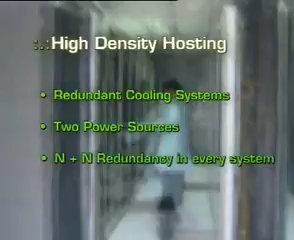 :.:High Density Hosting
• Redundant Cooling Systems
• Two Power Sources
• N + N Redundancy in every system